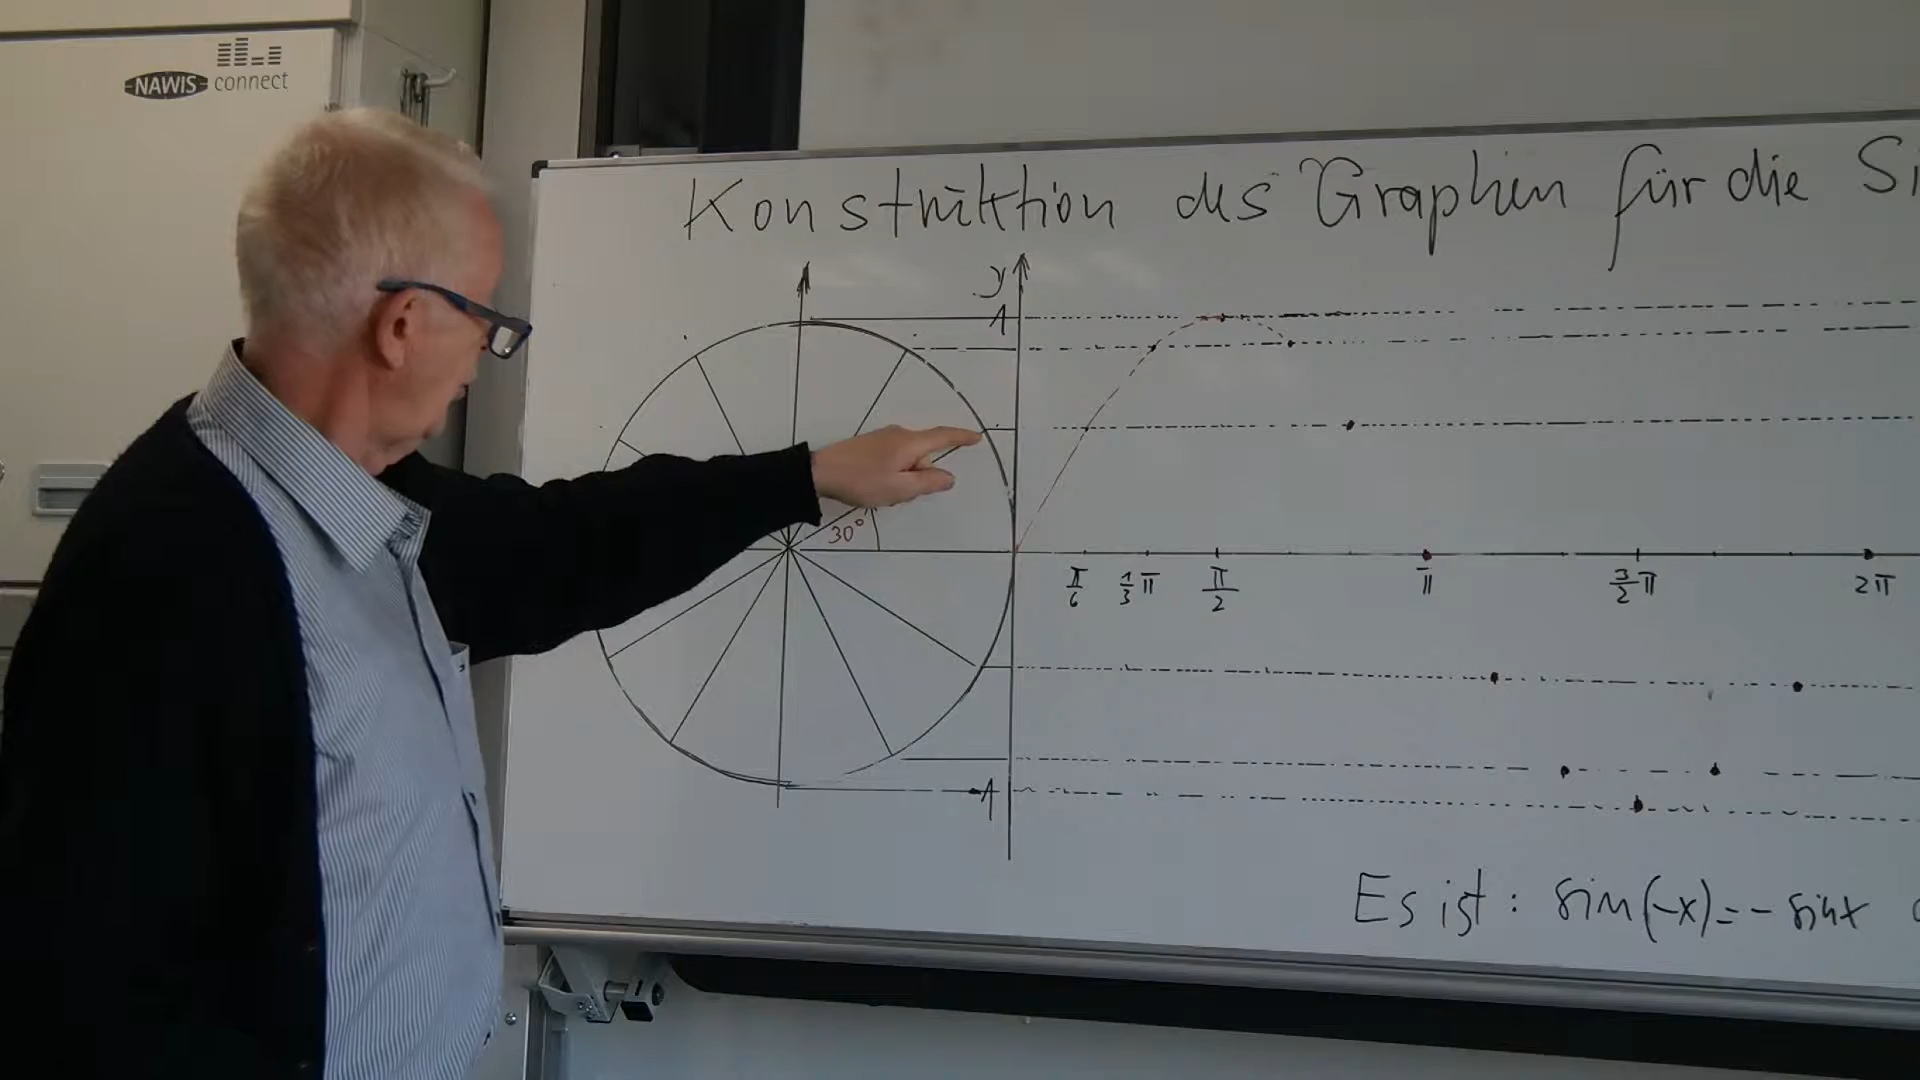 NAWIS connect
Konstruktion des Graphen für die Si
y
1
30°
π/6 1/3 π π/2 π 3/2 π 2π
-1
Es ist: sin(-x)=- sinx